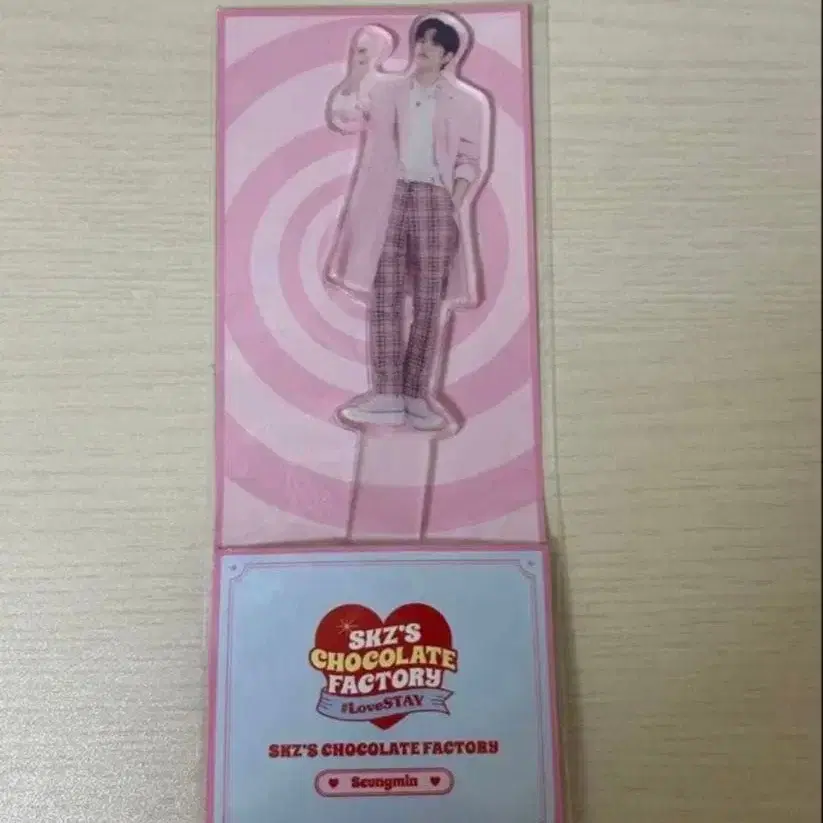 SKZ'S
CHOCOLATE
FACTORY
#LoveSTAY
SKZ'S CHOCOLATE FACTORY
Seungmin